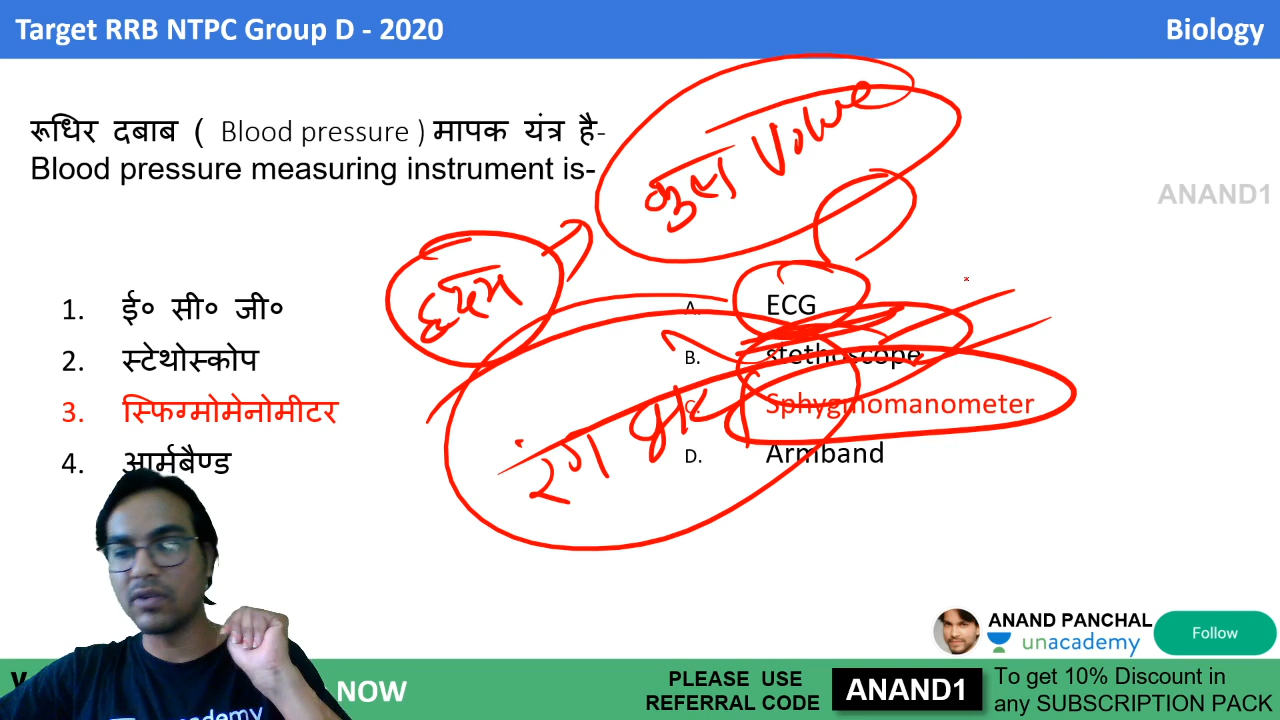 Target RRB NTPC Group D - 2020
Biology
रूधिर दबाब ( Blood pressure ) मापक यंत्र है-
Blood pressure measuring instrument is-
ANAND1
Volume
हृदय
1. ई० सी० जी०
2. स्टेथोस्कोप
3. स्फिग्मोमेनोमीटर
4. आर्मबैण्ड
A. ECG
B. stethoscope
C. Sphygmomanometer
D. Armband
रंग
ANAND PANCHAL
unacademy
Follow
NOW
PLEASE USE
REFERRAL CODE
ANAND1
To get 10% Discount in
any SUBSCRIPTION PACK